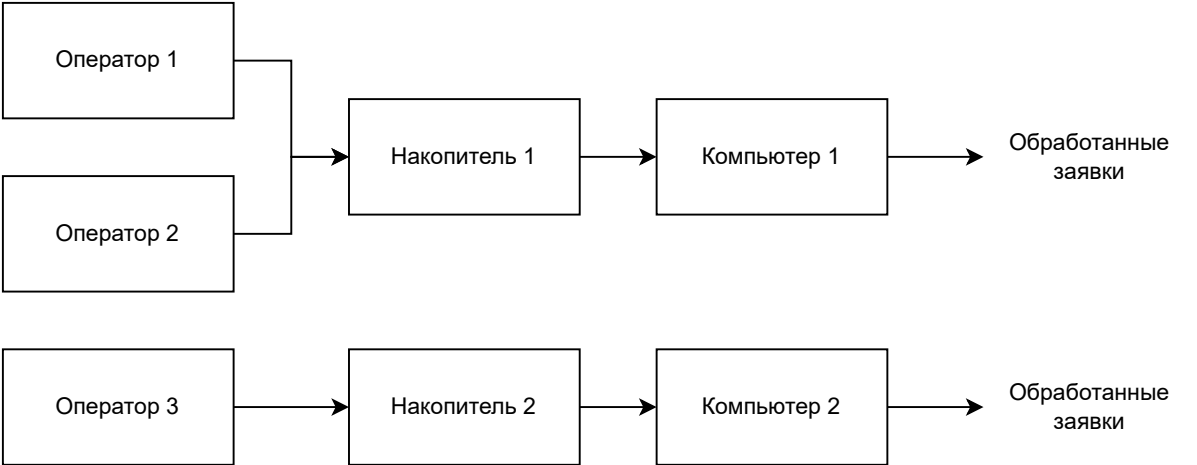 Оператор 1
Оператор 2
Накопитель 1
Компьютер 1
Обработанные
заявки
Оператор 3
Накопитель 2
Компьютер 2
Обработанные
заявки